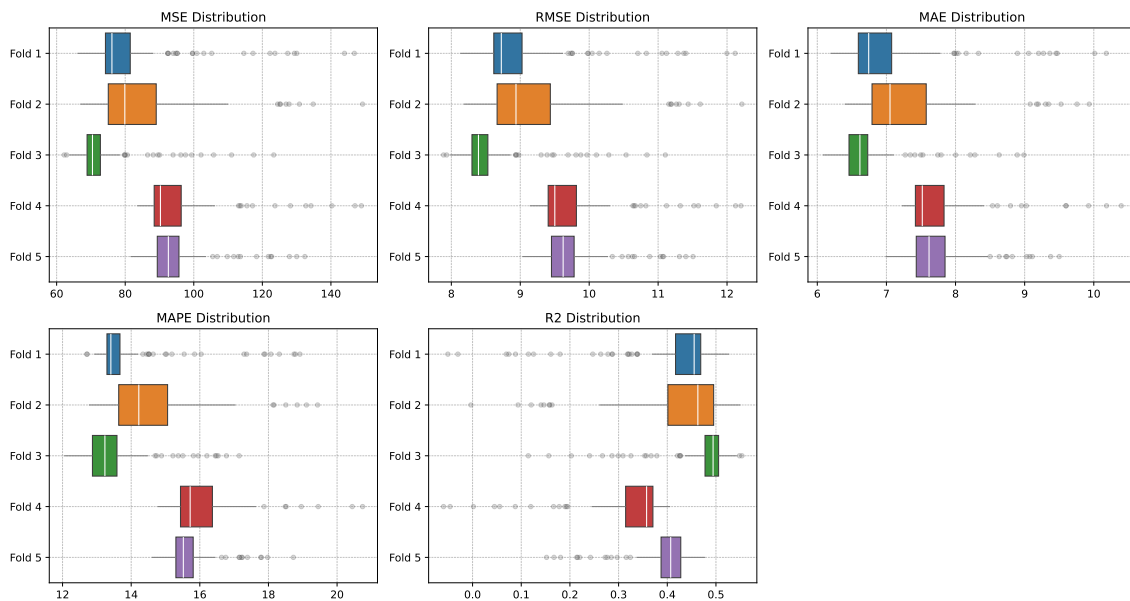 MSE Distribution
Fold 1
Fold 2
Fold 3
Fold 4
Fold 5
60 80 100 120 140
RMSE Distribution
Fold 1
Fold 2
Fold 3
Fold 4
Fold 5
8 9 10 11 12
MAE Distribution
Fold 1
Fold 2
Fold 3
Fold 4
Fold 5
6 7 8 9 10
MAPE Distribution
Fold 1
Fold 2
Fold 3
Fold 4
Fold 5
12 14 16 18 20
R2 Distribution
Fold 1
Fold 2
Fold 3
Fold 4
Fold 5
0.0 0.1 0.2 0.3 0.4 0.5